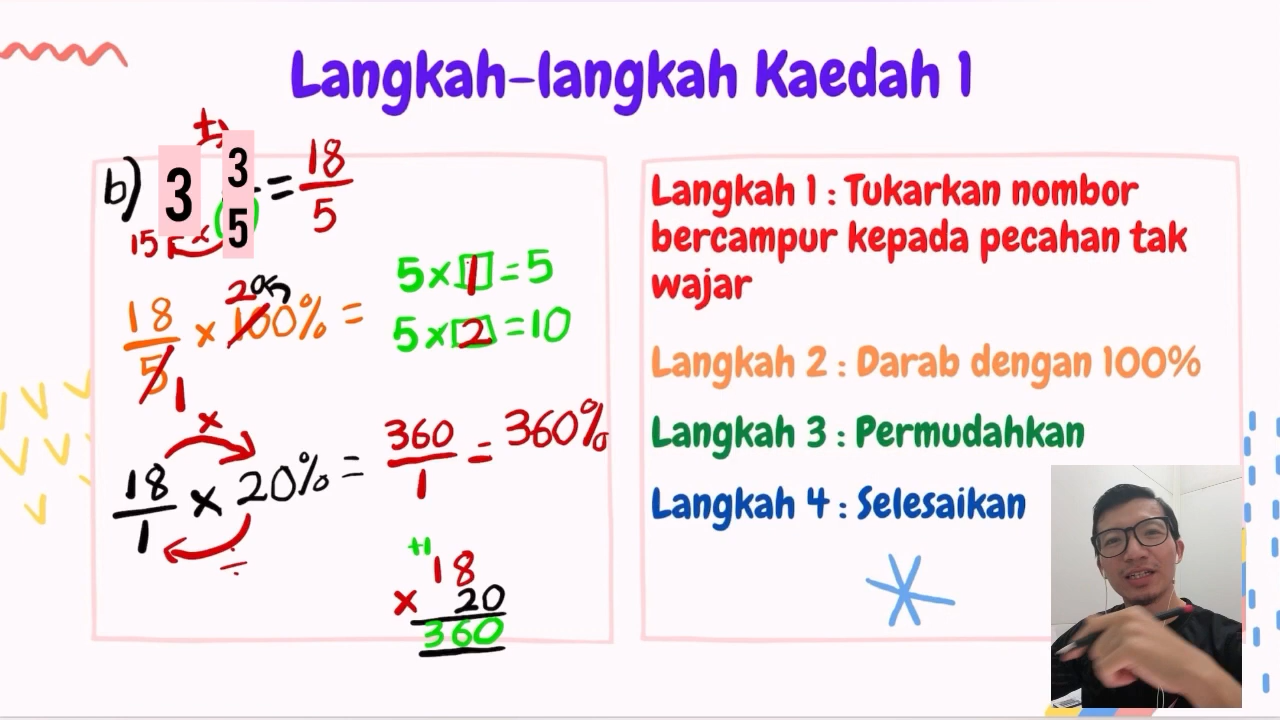 Langkah-langkah Kaedah 1
+
b) 3 3/5 = 18/5
15 ×
18/5 × 100% =
20
1
5 × 1 = 5
5 × 2 = 10
×
18/1 × 20% = 360/1 = 360%
÷
+1
18
× 20
360
Langkah 1 : Tukarkan nombor
bercampur kepada pecahan tak
wajar
Langkah 2 : Darab dengan 100%
Langkah 3 : Permudahkan
Langkah 4 : Selesaikan